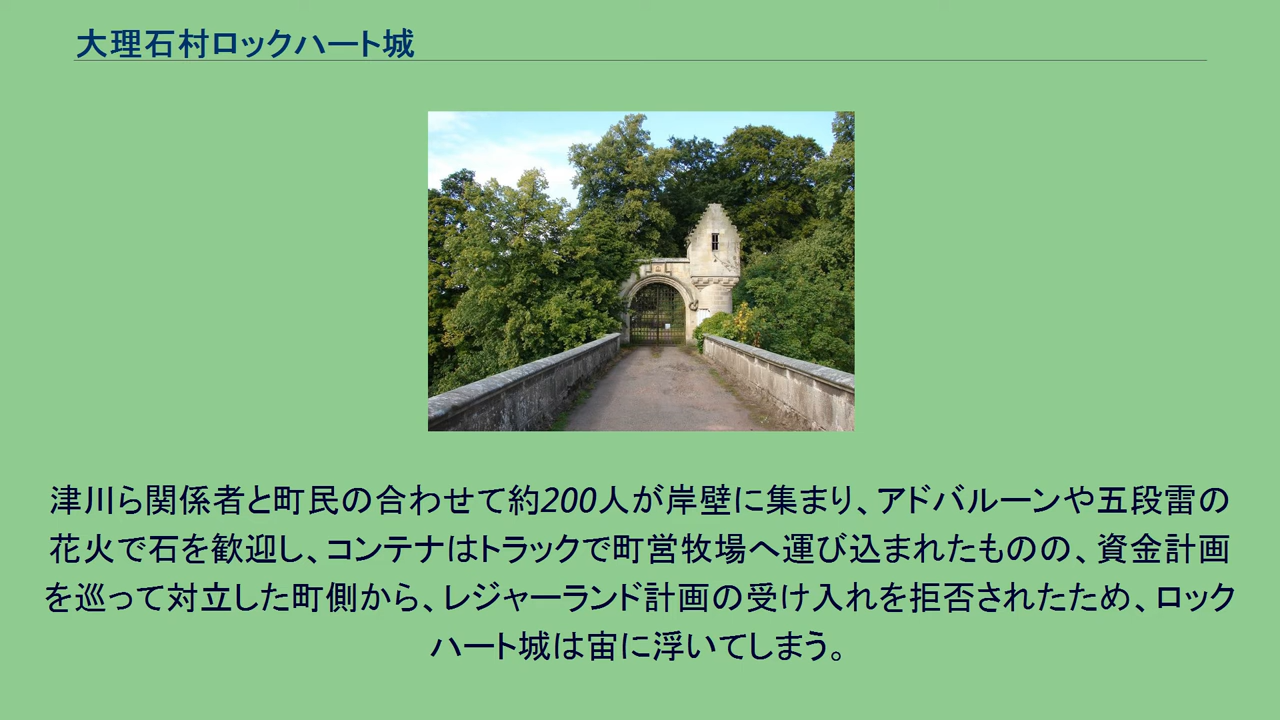 大理石村ロックハート城
津川ら関係者と町民の合わせて約200人が岸壁に集まり、アドバルーンや五段雷の
花火で石を歓迎し、コンテナはトラックで町営牧場へ運び込まれたものの、資金計画
を巡って対立した町側から、レジャーランド計画の受け入れを拒否されたため、ロック
ハート城は宙に浮いてしまう。